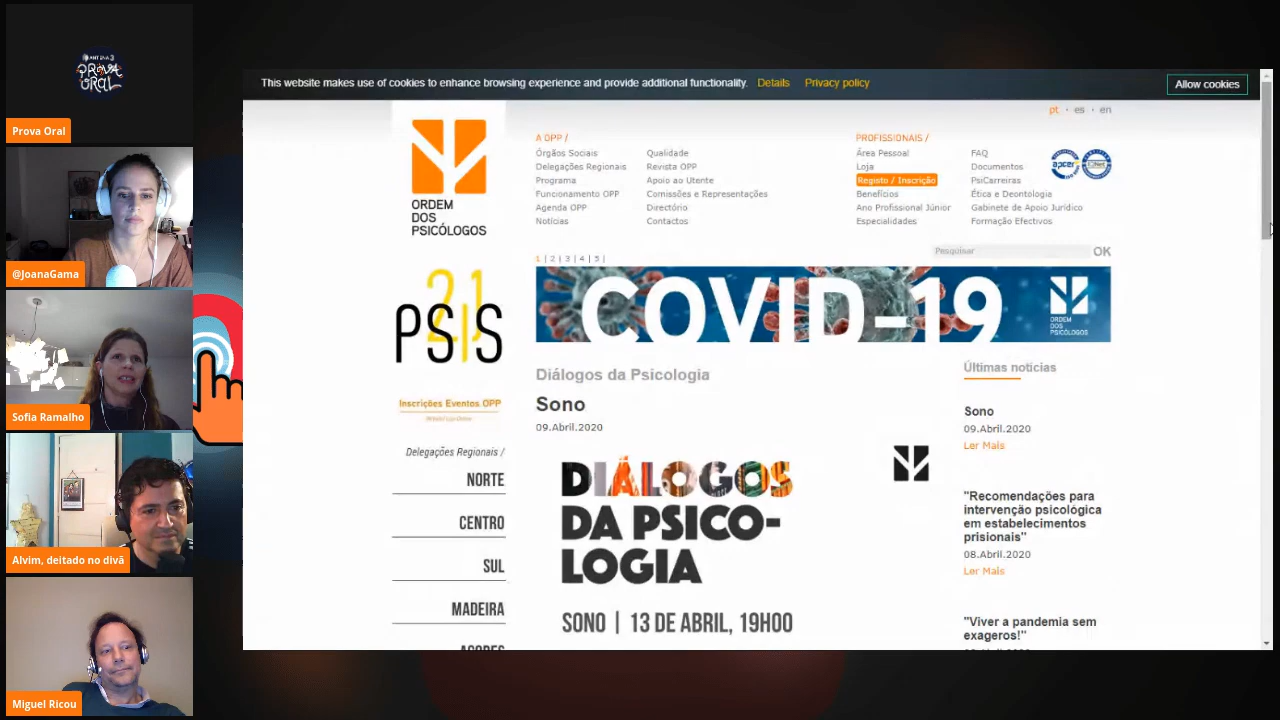 ANTENA 3
PROVA
ORAL
Prova Oral
@JoanaGama
Sofia Ramalho
Alvim, deitado no divã
Miguel Ricou
This website makes use of cookies to enhance browsing experience and provide additional functionality. Details Privacy policy
Allow cookies
pt · es · en
ORDEM
DOS
PSICÓLOGOS
A OPP /
Órgãos Sociais
Delegações Regionais
Programa
Funcionamento OPP
Agenda OPP
Notícias
Qualidade
Revista OPP
Apoio ao Utente
Comissões e Representações
Directório
Contactos
PROFISSIONAIS /
Área Pessoal
Loja
Registo / Inscrição
Benefícios
Ano Profissional Júnior
Especialidades
FAQ
Documentos
PsiCarreiras
Ética e Deontologia
Gabinete de Apoio Jurídico
Formação Efectivos
apcer
IQNet
Pesquisar
OK
1 | 2 | 3 | 4 | 5 |
COVID-19
ORDEM
DOS
PSICÓLOGOS
21
PSIS
Inscrições Eventos OPP
Delegações Regionais /
NORTE
CENTRO
SUL
MADEIRA
AÇORES
Diálogos da Psicologia
Sono
09.Abril.2020
DIÁLOGOS
DA PSICO-
LOGIA
SONO | 13 DE ABRIL, 19H00
Últimas notícias
Sono
09.Abril.2020
Ler Mais
"Recomendações para
intervenção psicológica
em estabelecimentos
prisionais"
08.Abril.2020
Ler Mais
"Viver a pandemia sem
exageros!"